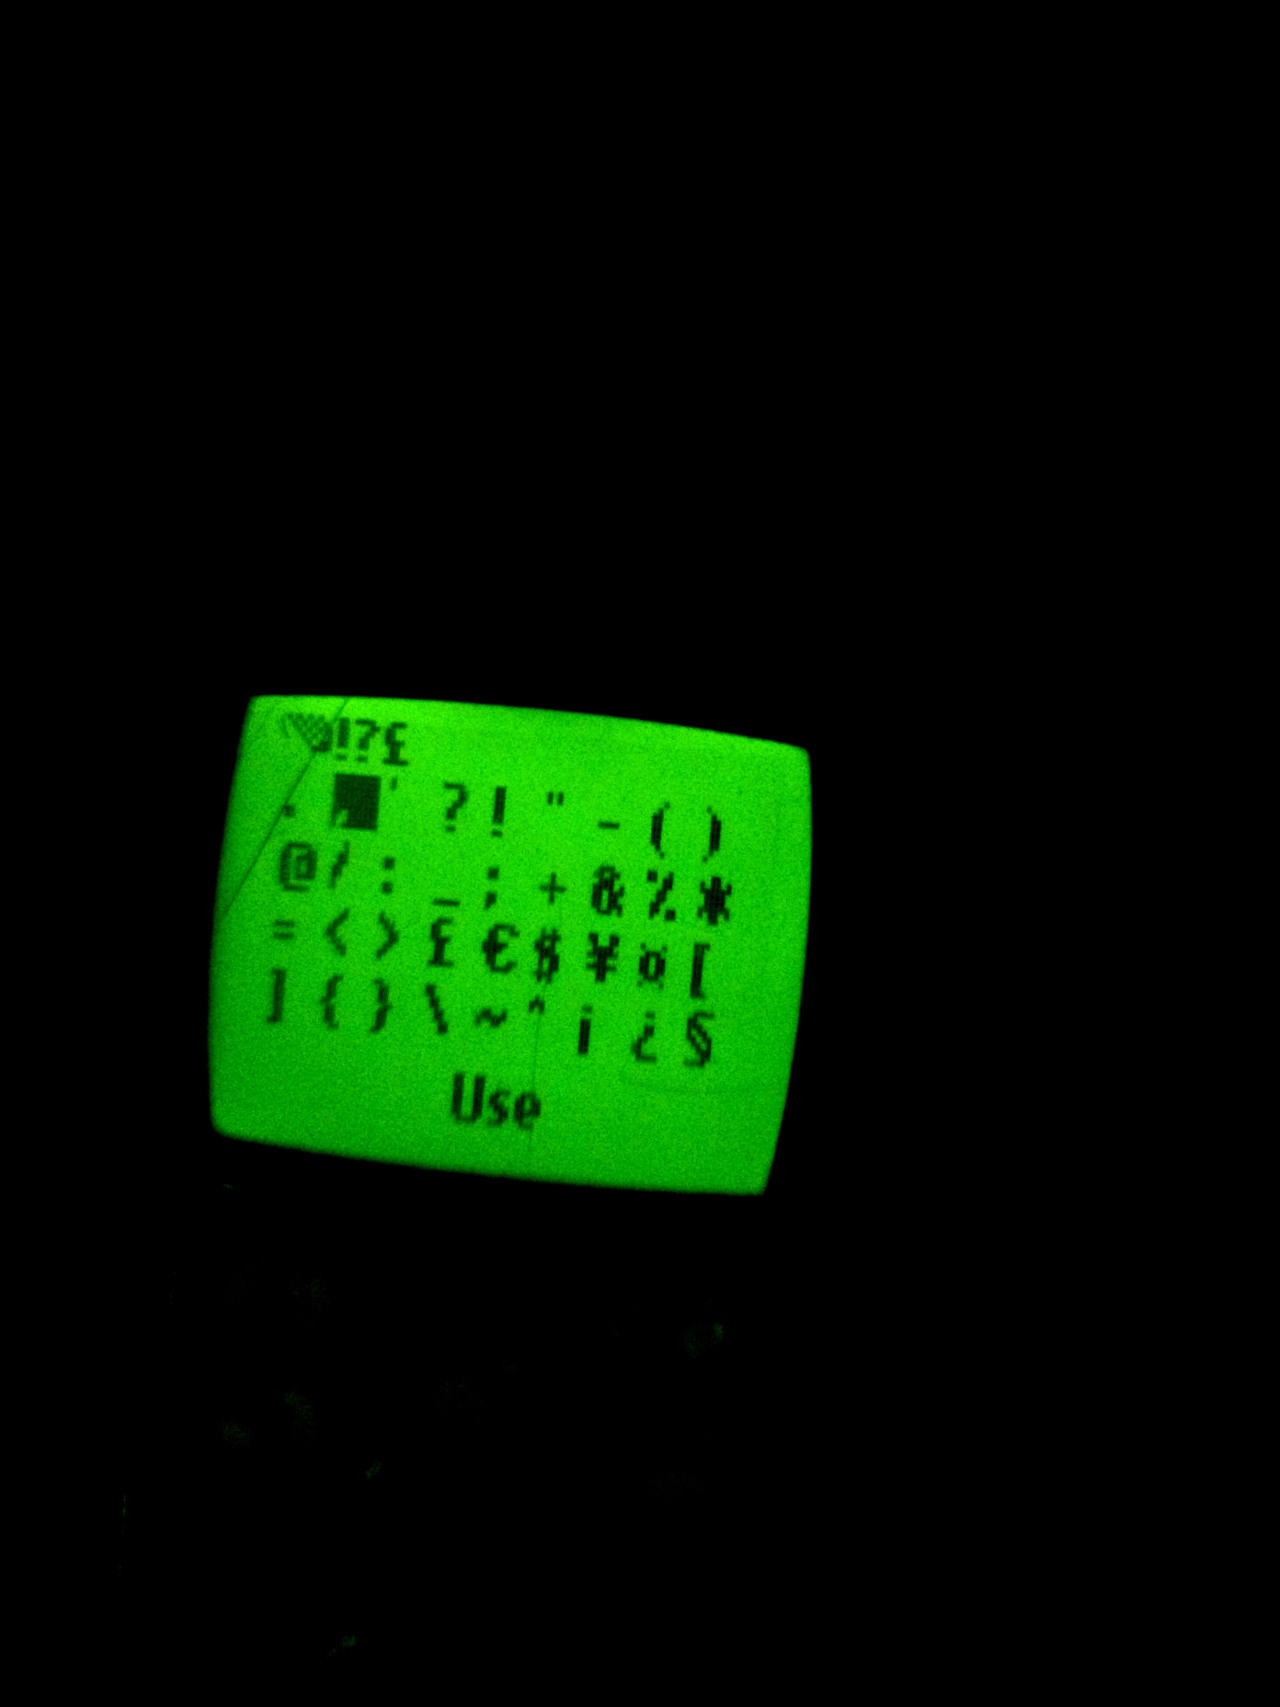 !?£
. , ' ? ! " - ( )
@ / : _ ; + & % *
= < > £ € $ ¥ ¤ [
] { } \ ~ ^ ¡ ¿ §
Use